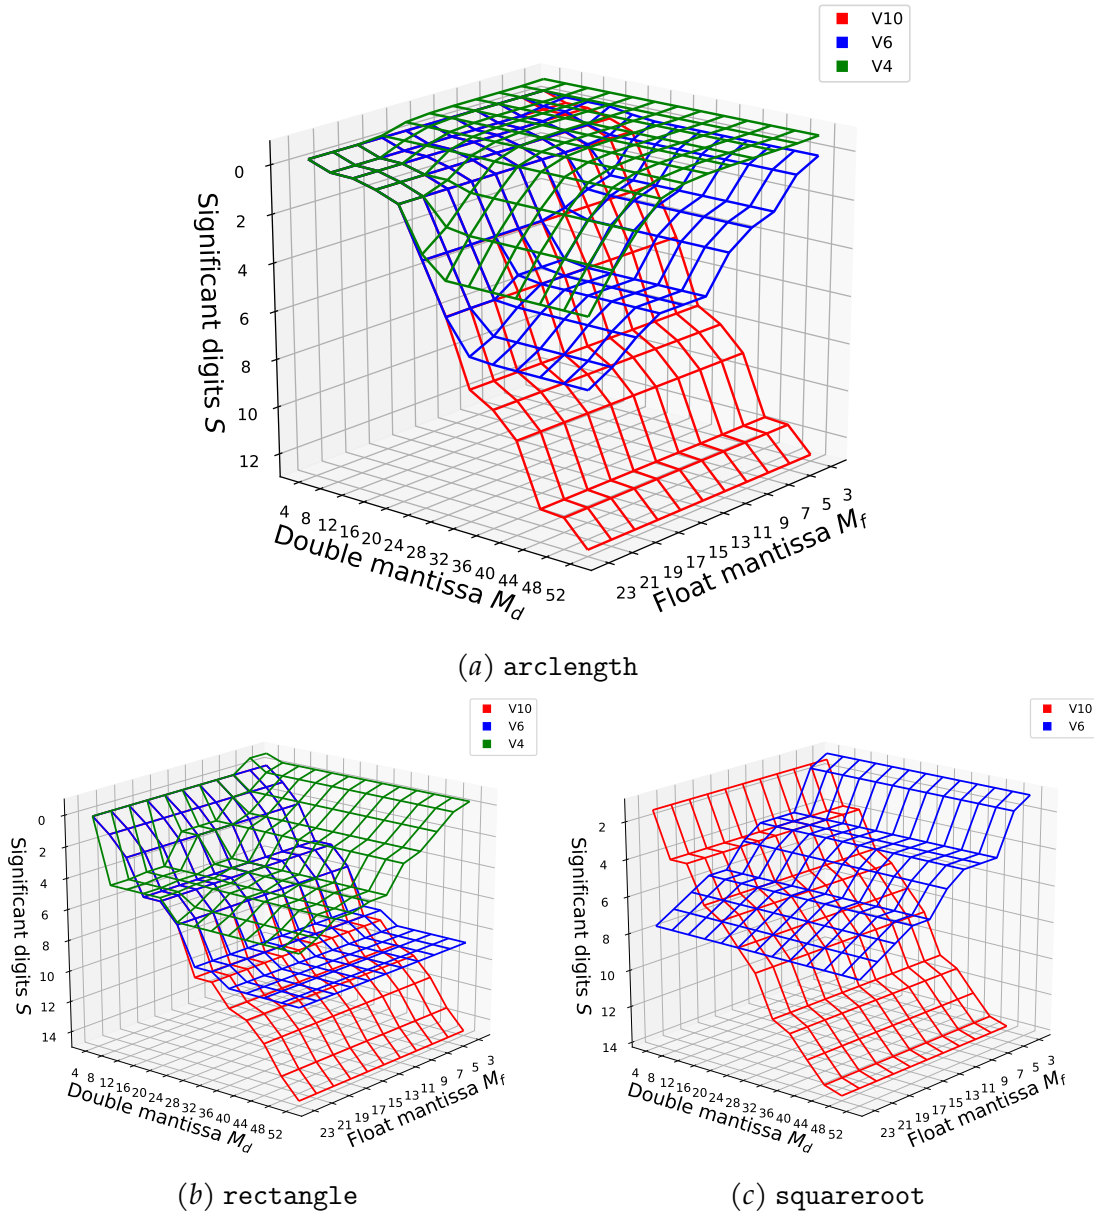 V10
V6
V4
0
2
4
6
8
10
12
Significant digits S
4 8 12 16 20 24 28 32 36 40 44 48 52
Double mantissa M_d
23 21 19 17 15 13 11 9 7 5 3
Float mantissa M_f
(a) arclength
V10
V6
V4
0
2
4
6
8
10
12
14
Significant digits S
4 8 12 16 20 24 28 32 36 40 44 48 52
Double mantissa M_d
23 21 19 17 15 13 11 9 7 5 3
Float mantissa M_f
(b) rectangle
V10
V6
2
4
6
8
10
12
14
Significant digits S
4 8 12 16 20 24 28 32 36 40 44 48 52
Double mantissa M_d
23 21 19 17 15 13 11 9 7 5 3
Float mantissa M_f
(c) squareroot